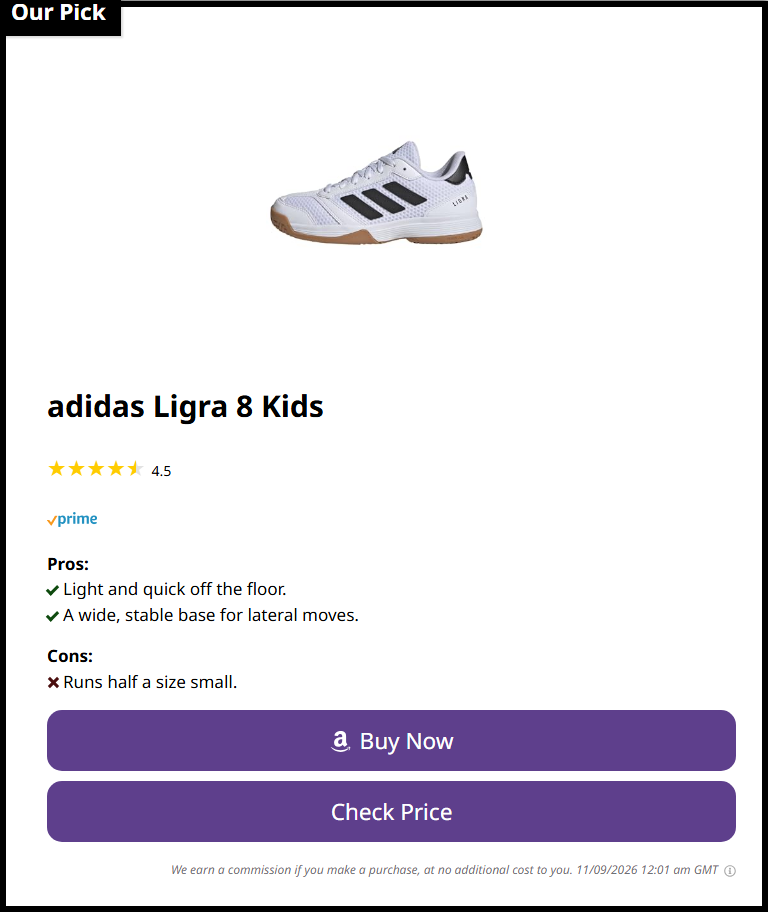 Our Pick
LIGRA
adidas Ligra 8 Kids
4.5
prime
Pros:
Light and quick off the floor.
A wide, stable base for lateral moves.
Cons:
Runs half a size small.
Buy Now
Check Price
We earn a commission if you make a purchase, at no additional cost to you. 11/09/2026 12:01 am GMT